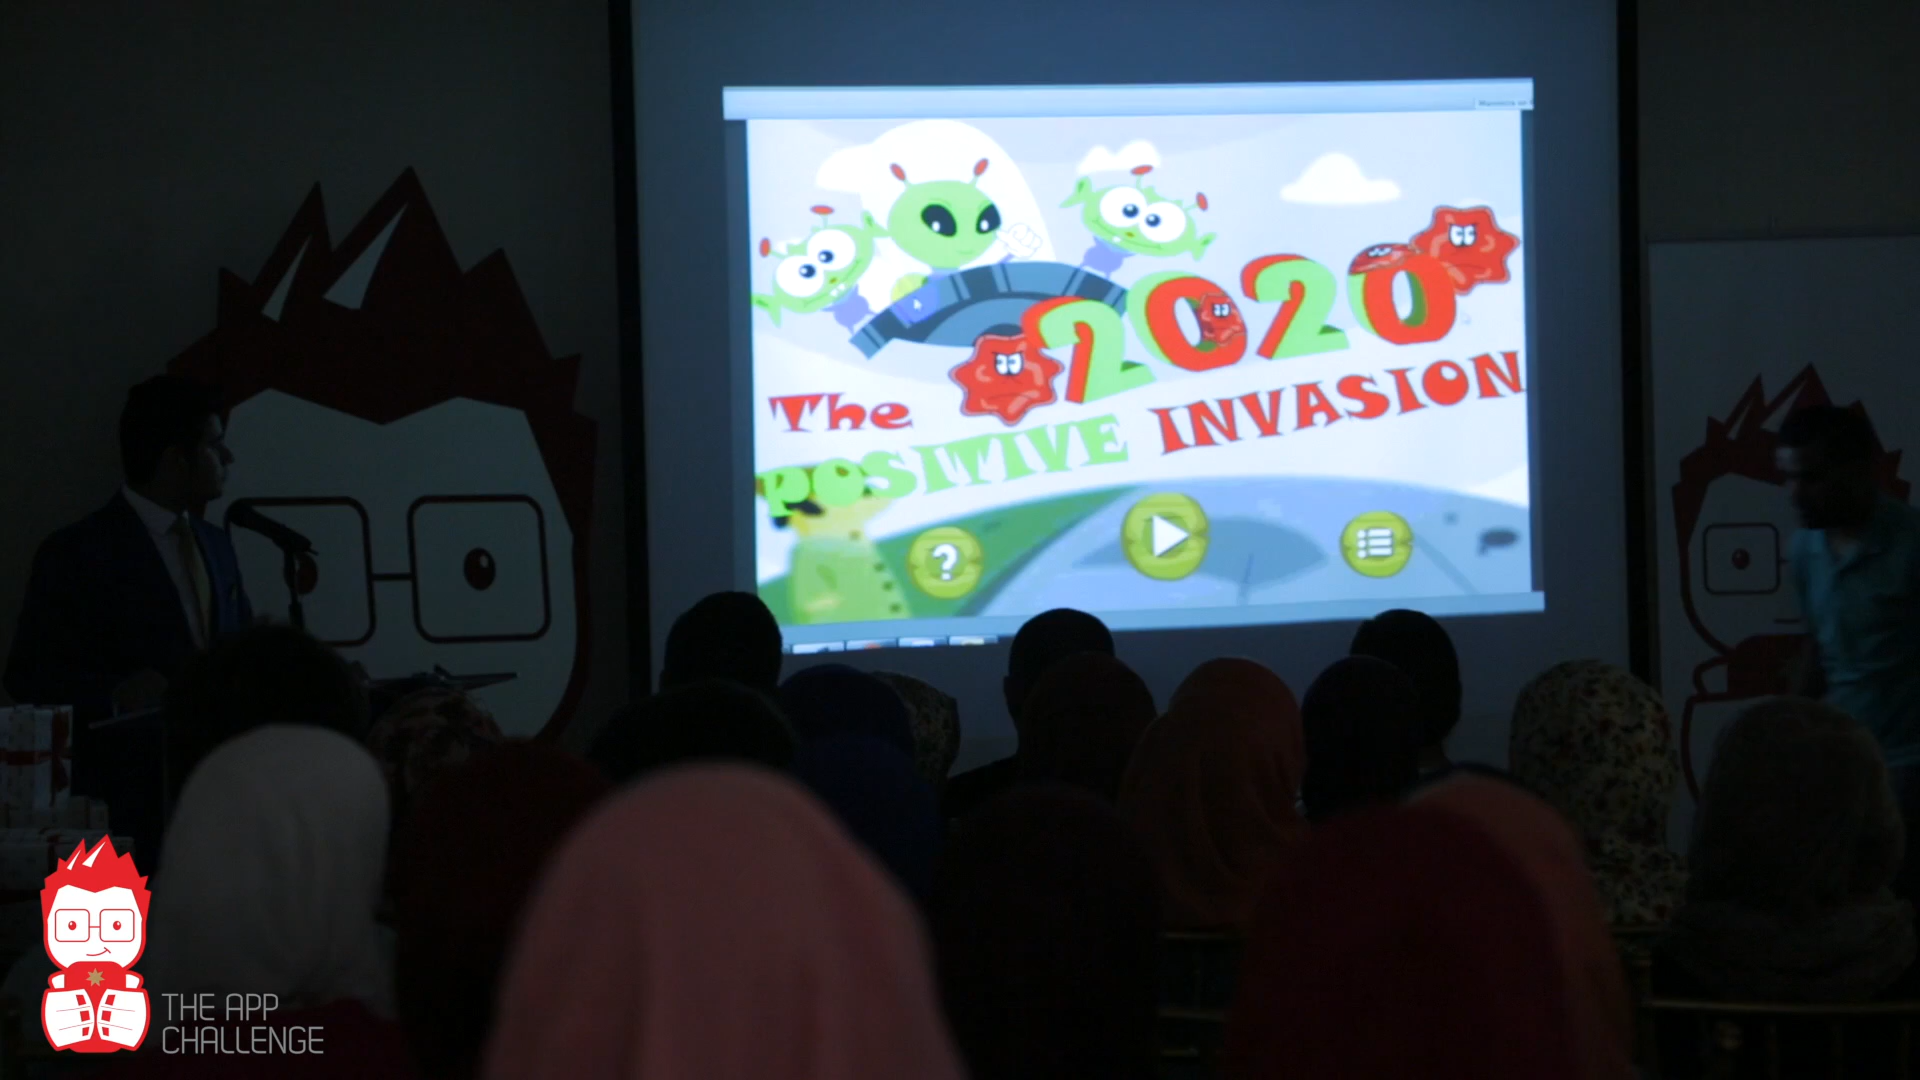 2020
The
POSITIVE INVASION
?
THE APP
CHALLENGE